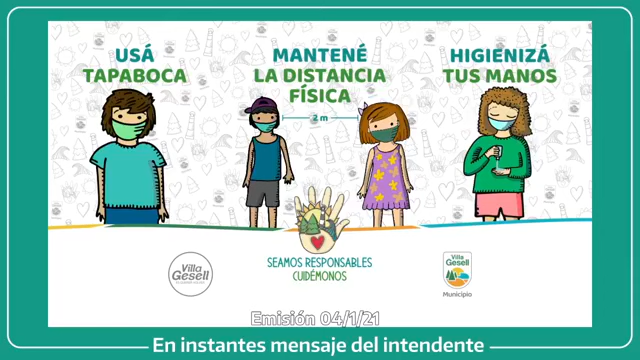 USÁ
TAPABOCA
MANTENÉ
LA DISTANCIA
FÍSICA
HIGIENIZÁ
TUS MANOS
2 m
SEAMOS RESPONSABLES
CUIDÉMONOS
Villa
Gesell
Villa
Gesell
Municipio
Emisión 04/1/21
En instantes mensaje del intendente